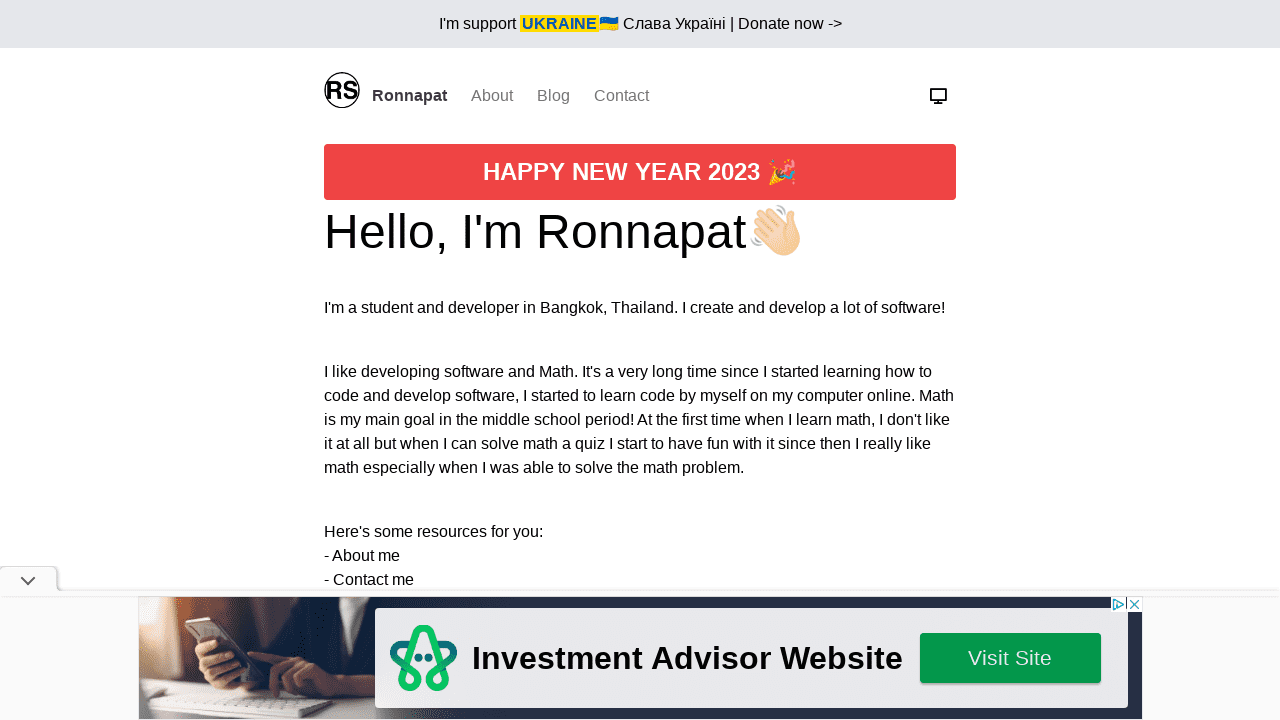 I'm support UKRAINE🇺🇦 Слава Україні | Donate now ->
RS Ronnapat About Blog Contact
HAPPY NEW YEAR 2023 🎉
Hello, I'm Ronnapat👋🏻
I'm a student and developer in Bangkok, Thailand. I create and develop a lot of software!
I like developing software and Math. It's a very long time since I started learning how to
code and develop software, I started to learn code by myself on my computer online. Math
is my main goal in the middle school period! At the first time when I learn math, I don't like
it at all but when I can solve math a quiz I start to have fun with it since then I really like
math especially when I was able to solve the math problem.
Here's some resources for you:
- About me
- Contact me
Investment Advisor Website
Visit Site